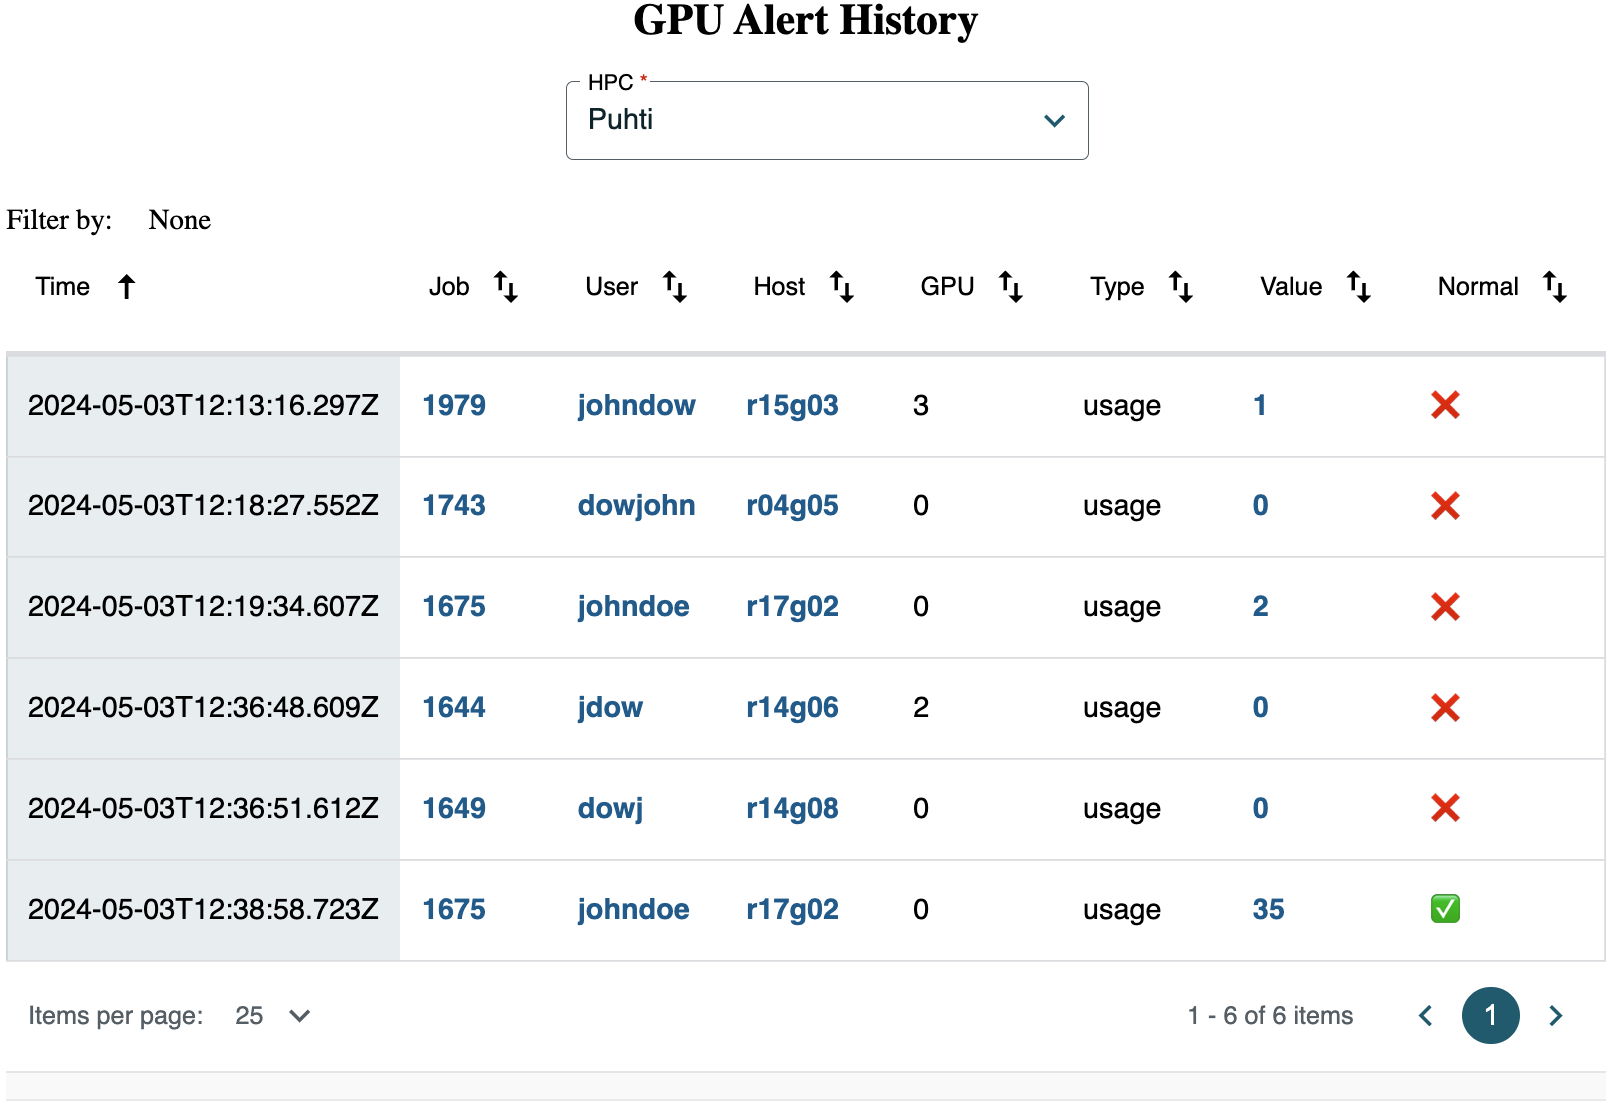 GPU Alert History
HPC *
Puhti
Filter by: None
Time Job User Host GPU Type Value Normal
2024-05-03T12:13:16.297Z 1979 johndow r15g03 3 usage 1
2024-05-03T12:18:27.552Z 1743 dowjohn r04g05 0 usage 0
2024-05-03T12:19:34.607Z 1675 johndoe r17g02 0 usage 2
2024-05-03T12:36:48.609Z 1644 jdow r14g06 2 usage 0
2024-05-03T12:36:51.612Z 1649 dowj r14g08 0 usage 0
2024-05-03T12:38:58.723Z 1675 johndoe r17g02 0 usage 35
Items per page: 25 1 - 6 of 6 items 1